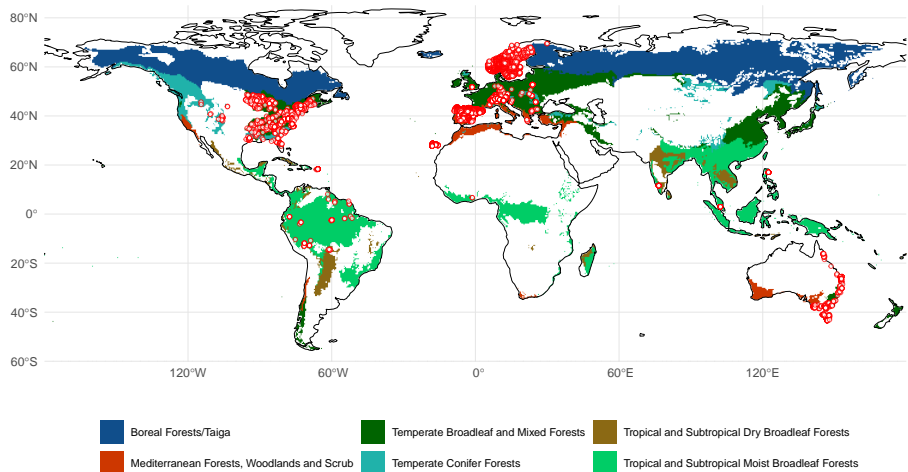 80°N
60°N
40°N
20°N
0°
20°S
40°S
60°S
120°W 60°W 0° 60°E 120°E
Boreal Forests/Taiga Temperate Broadleaf and Mixed Forests Tropical and Subtropical Dry Broadleaf Forests
Mediterranean Forests, Woodlands and Scrub Temperate Conifer Forests Tropical and Subtropical Moist Broadleaf Forests